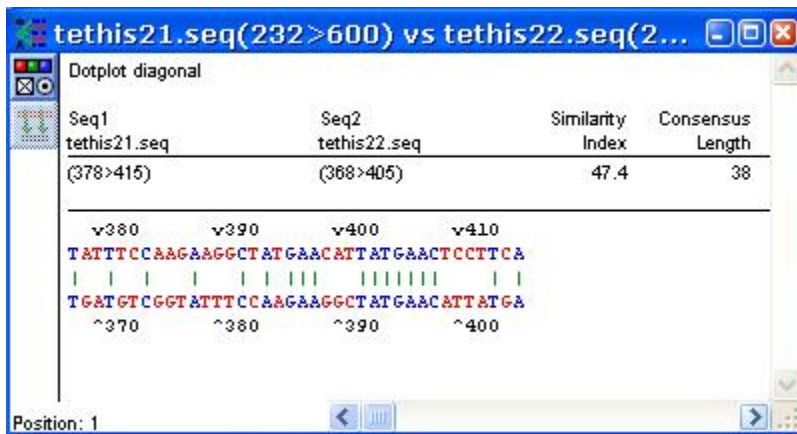 tethis21.seq(232>600) vs tethis22.seq(2...
Dotplot diagonal
Seq1 Seq2 Similarity Consensus
tethis21.seq tethis22.seq Index Length
(378>415) (368>405) 47.4 38
v380 v390 v400 v410
TATTTCCAAGAAGGCTATGAACATTATGAACTCCTTCA
TGATGTCGGTATTTCCAAGAAGGCTATGAACATTATGA
^370 ^380 ^390 ^400
Position: 1